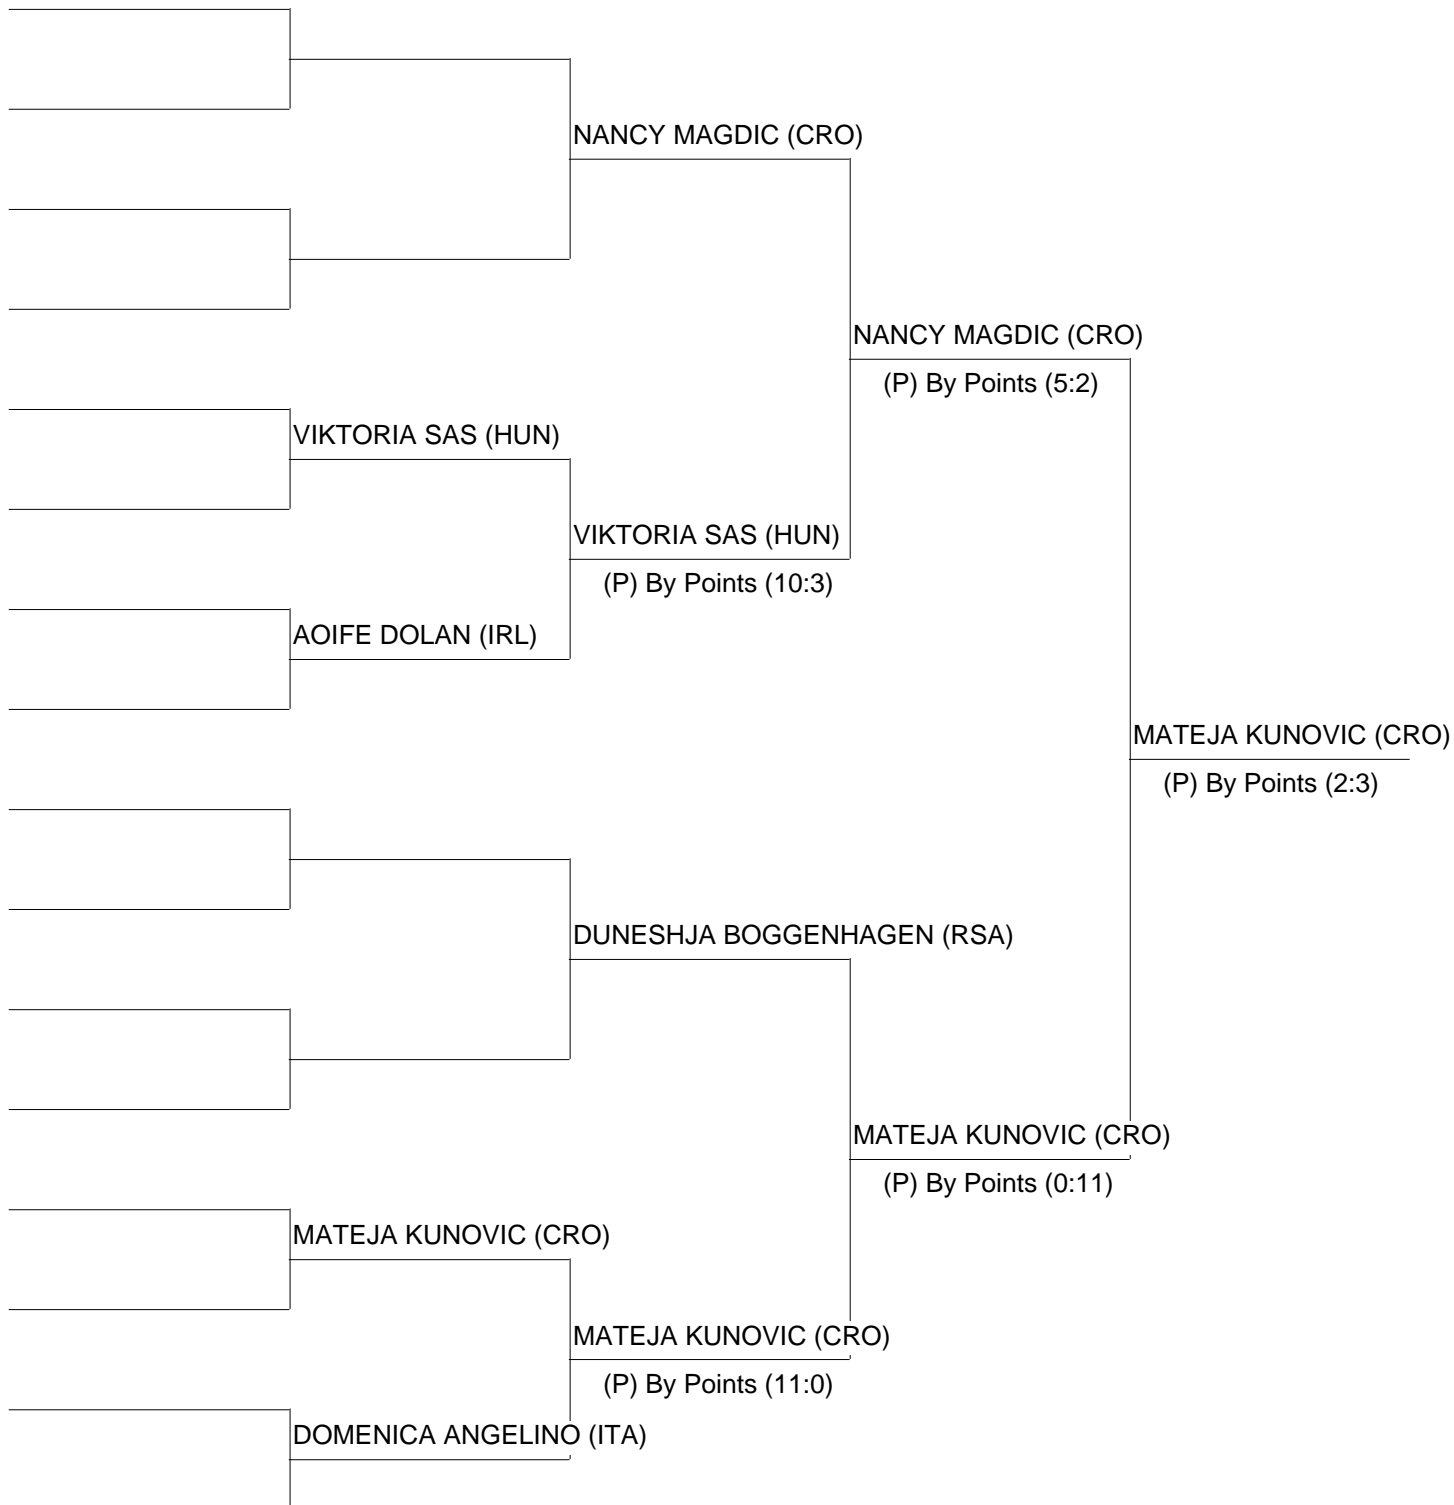 NANCY MAGDIC (CRO)
NANCY MAGDIC (CRO)
(P) By Points (5:2)
VIKTORIA SAS (HUN)
VIKTORIA SAS (HUN)
(P) By Points (10:3)
AOIFE DOLAN (IRL)
MATEJA KUNOVIC (CRO)
(P) By Points (2:3)
DUNESHJA BOGGENHAGEN (RSA)
MATEJA KUNOVIC (CRO)
(P) By Points (0:11)
MATEJA KUNOVIC (CRO)
MATEJA KUNOVIC (CRO)
(P) By Points (11:0)
DOMENICA ANGELINO (ITA)